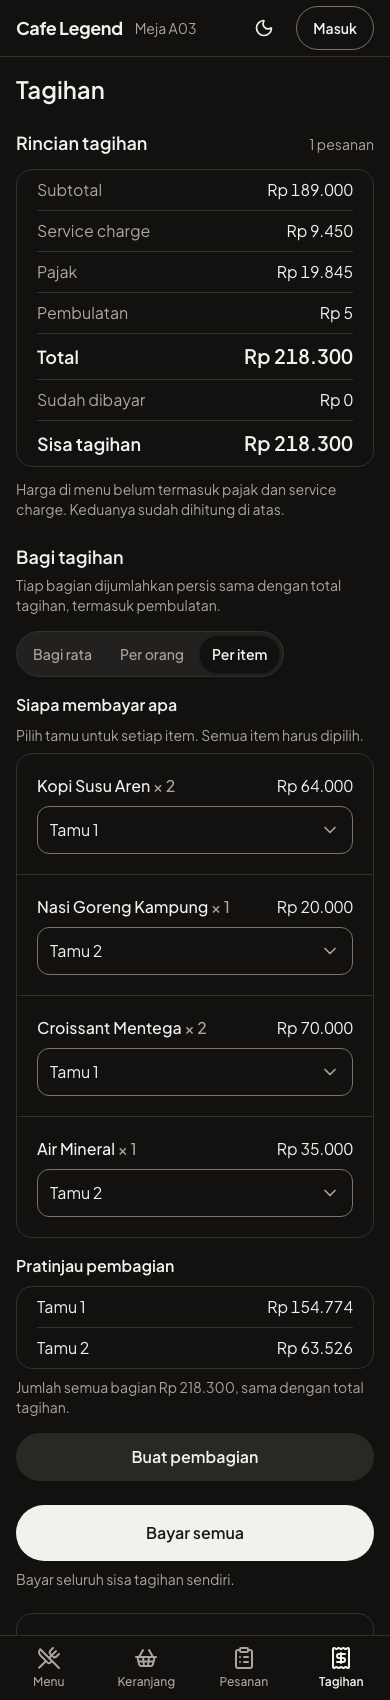 Cafe Legend Meja A03 Masuk
Tagihan
Rincian tagihan 1 pesanan
Subtotal Rp 189.000
Service charge Rp 9.450
Pajak Rp 19.845
Pembulatan Rp 5
Total Rp 218.300
Sudah dibayar Rp 0
Sisa tagihan Rp 218.300
Harga di menu belum termasuk pajak dan service
charge. Keduanya sudah dihitung di atas.
Bagi tagihan
Tiap bagian dijumlahkan persis sama dengan total
tagihan, termasuk pembulatan.
Bagi rata Per orang Per item
Siapa membayar apa
Pilih tamu untuk setiap item. Semua item harus dipilih.
Kopi Susu Aren × 2 Rp 64.000
Tamu 1
Nasi Goreng Kampung × 1 Rp 20.000
Tamu 2
Croissant Mentega × 2 Rp 70.000
Tamu 1
Air Mineral × 1 Rp 35.000
Tamu 2
Pratinjau pembagian
Tamu 1 Rp 154.774
Tamu 2 Rp 63.526
Jumlah semua bagian Rp 218.300, sama dengan total
tagihan.
Buat pembagian
Bayar semua
Bayar seluruh sisa tagihan sendiri.
Menu Keranjang Pesanan Tagihan